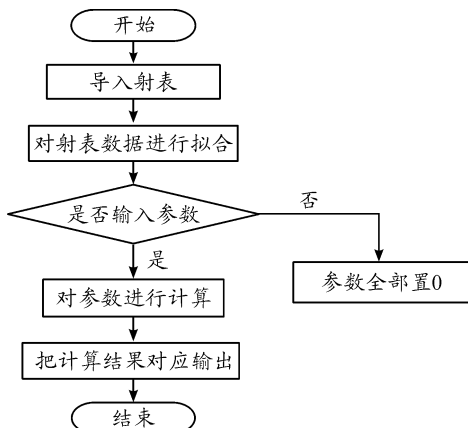 开始
导入射表
对射表数据进行拟合
是否输入参数
否
是
参数全部置0
对参数进行计算
把计算结果对应输出
结束